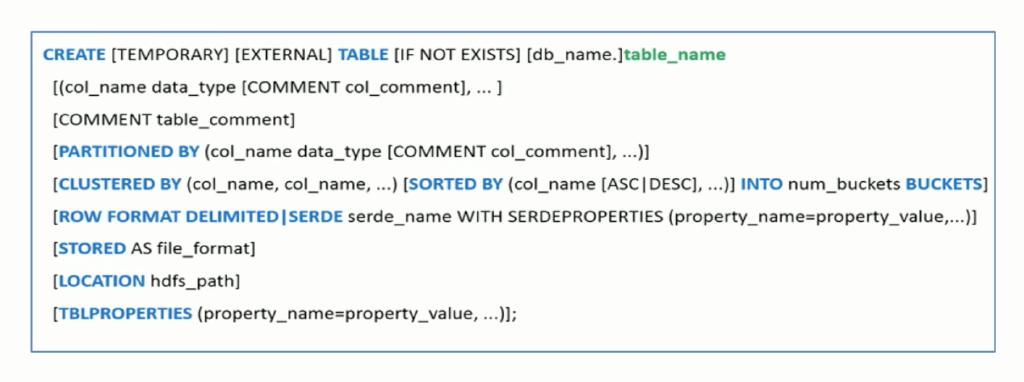 CREATE [TEMPORARY] [EXTERNAL] TABLE [IF NOT EXISTS] [db_name.]table_name
[(col_name data_type [COMMENT col_comment], ... ]
[COMMENT table_comment]
[PARTITIONED BY (col_name data_type [COMMENT col_comment], ...)]
[CLUSTERED BY (col_name, col_name, ...) [SORTED BY (col_name [ASC|DESC], ...)] INTO num_buckets BUCKETS]
[ROW FORMAT DELIMITED|SERDE serde_name WITH SERDEPROPERTIES (property_name=property_value,...)]
[STORED AS file_format]
[LOCATION hdfs_path]
[TBLPROPERTIES (property_name=property_value, ...)];